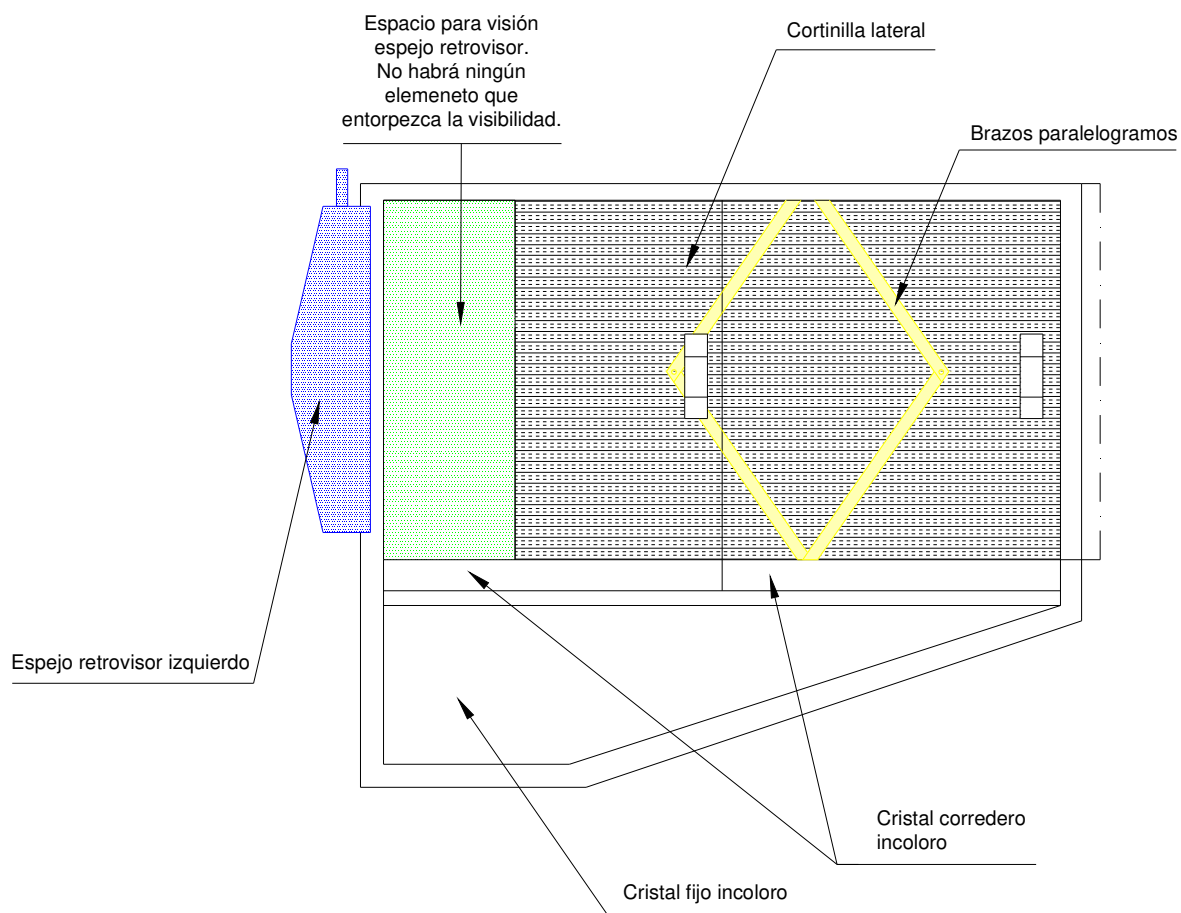 Espacio para visión
espejo retrovisor.
No habrá ningún
elemeneto que
entorpezca la visibilidad.
Cortinilla lateral
Brazos paralelogramos
Espejo retrovisor izquierdo
Cristal corredero
incoloro
Cristal fijo incoloro